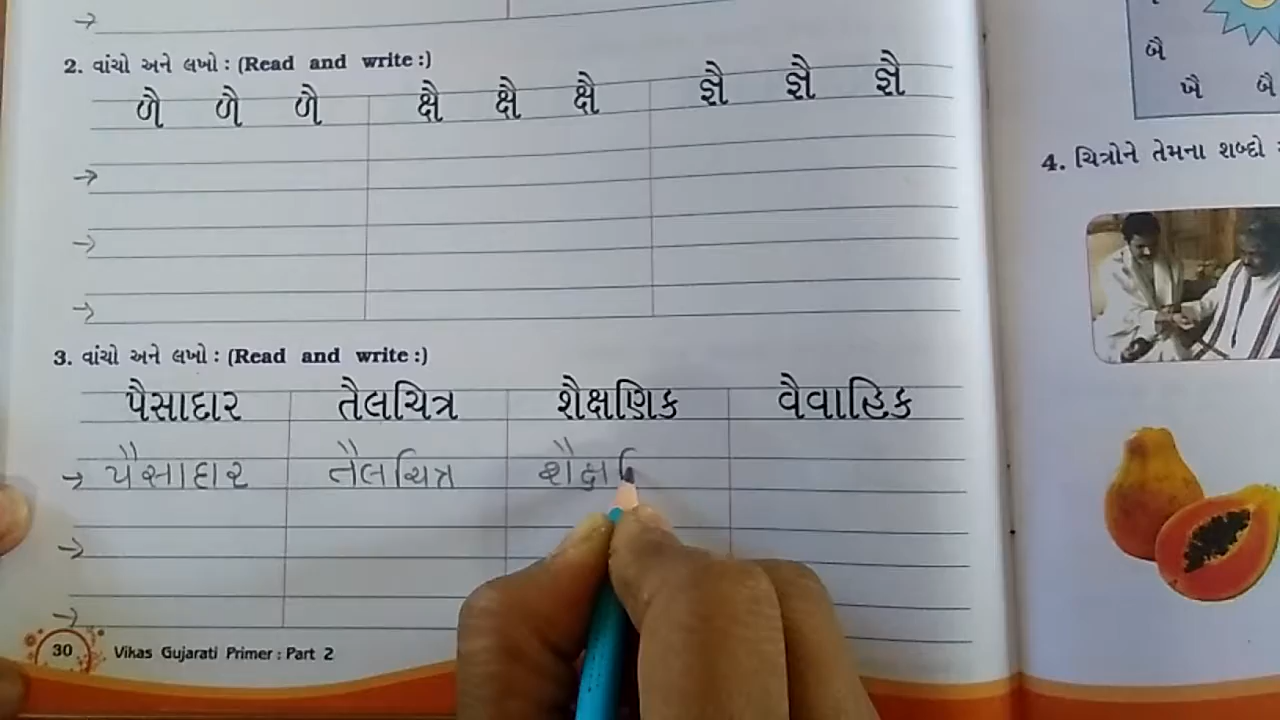 2. વાંચો અને લખો : (Read and write :)
ળૈ ળૈ ળૈ ક્ષૈ ક્ષૈ ક્ષૈ જ્ઞૈ જ્ઞૈ જ્ઞૈ
3. વાંચો અને લખો : (Read and write :)
પૈસાદાર તૈલચિત્ર શૈક્ષણિક વૈવાહિક
→ પૈસાદાર તૈલચિત્ર શૈક્ષિ
30 Vikas Gujarati Primer : Part 2
બૈ
ખૈ બૈ
4. ચિત્રોને તેમના શબ્દો